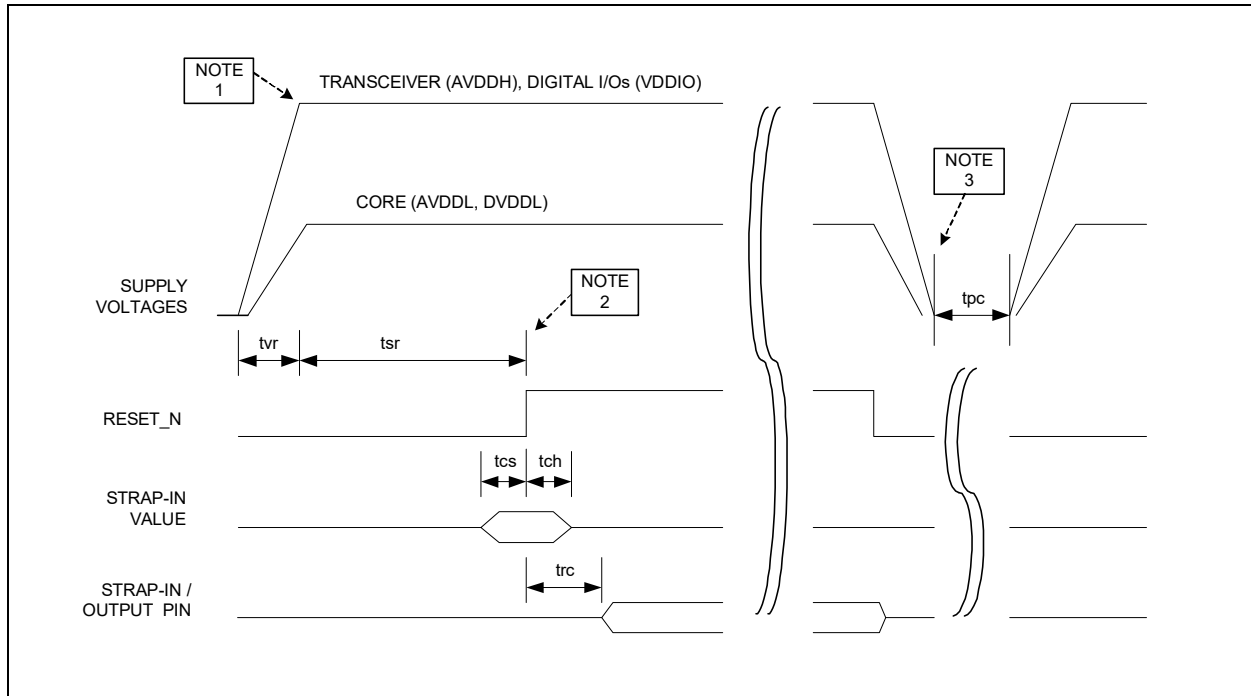 NOTE
1
TRANSCEIVER (AVDDH), DIGITAL I/Os (VDDIO)
NOTE
3
CORE (AVDDL, DVDDL)
SUPPLY
VOLTAGES
NOTE
2
tpc
tvr
tsr
RESET_N
tcs
tch
STRAP-IN
VALUE
trc
STRAP-IN /
OUTPUT PIN